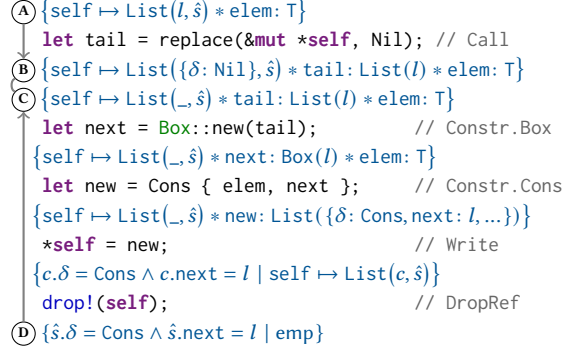 A {self ↦ List(l, ŝ) * elem: T}
let tail = replace(&mut *self, Nil); // Call
B {self ↦ List({δ: Nil}, ŝ) * tail: List(l) * elem: T}
C {self ↦ List(_, ŝ) * tail: List(l) * elem: T}
let next = Box::new(tail); // Constr.Box
{self ↦ List(_, ŝ) * next: Box(l) * elem: T}
let new = Cons { elem, next }; // Constr.Cons
{self ↦ List(_, ŝ) * new: List({δ: Cons, next: l, ...})}
*self = new; // Write
{c.δ = Cons ∧ c.next = l | self ↦ List(c, ŝ)}
drop!(self); // DropRef
D {ŝ.δ = Cons ∧ ŝ.next = l | emp}